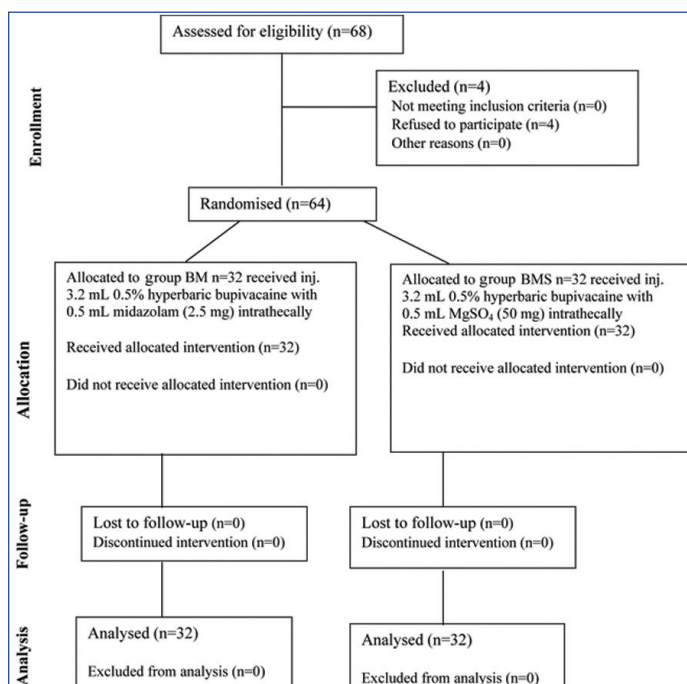 Assessed for eligibility (n=68)
Enrollment
Excluded (n=4)
Not meeting inclusion criteria (n=0)
Refused to participate (n=4)
Other reasons (n=0)
Randomised (n=64)
Allocation
Allocated to group BM n=32 received inj.
3.2 mL 0.5% hyperbaric bupivacaine with
0.5 mL midazolam (2.5 mg) intrathecally
Received allocated intervention (n=32)
Did not receive allocated intervention (n=0)
Allocated to group BMS n=32 received inj.
3.2 mL 0.5% hyperbaric bupivacaine with
0.5 mL MgSO₄ (50 mg) intrathecally
Received allocated intervention (n=32)
Did not receive allocated intervention (n=0)
Follow-up
Lost to follow-up (n=0)
Discontinued intervention (n=0)
Lost to follow-up (n=0)
Discontinued intervention (n=0)
Analysis
Analysed (n=32)
Excluded from analysis (n=0)
Analysed (n=32)
Excluded from analysis (n=0)